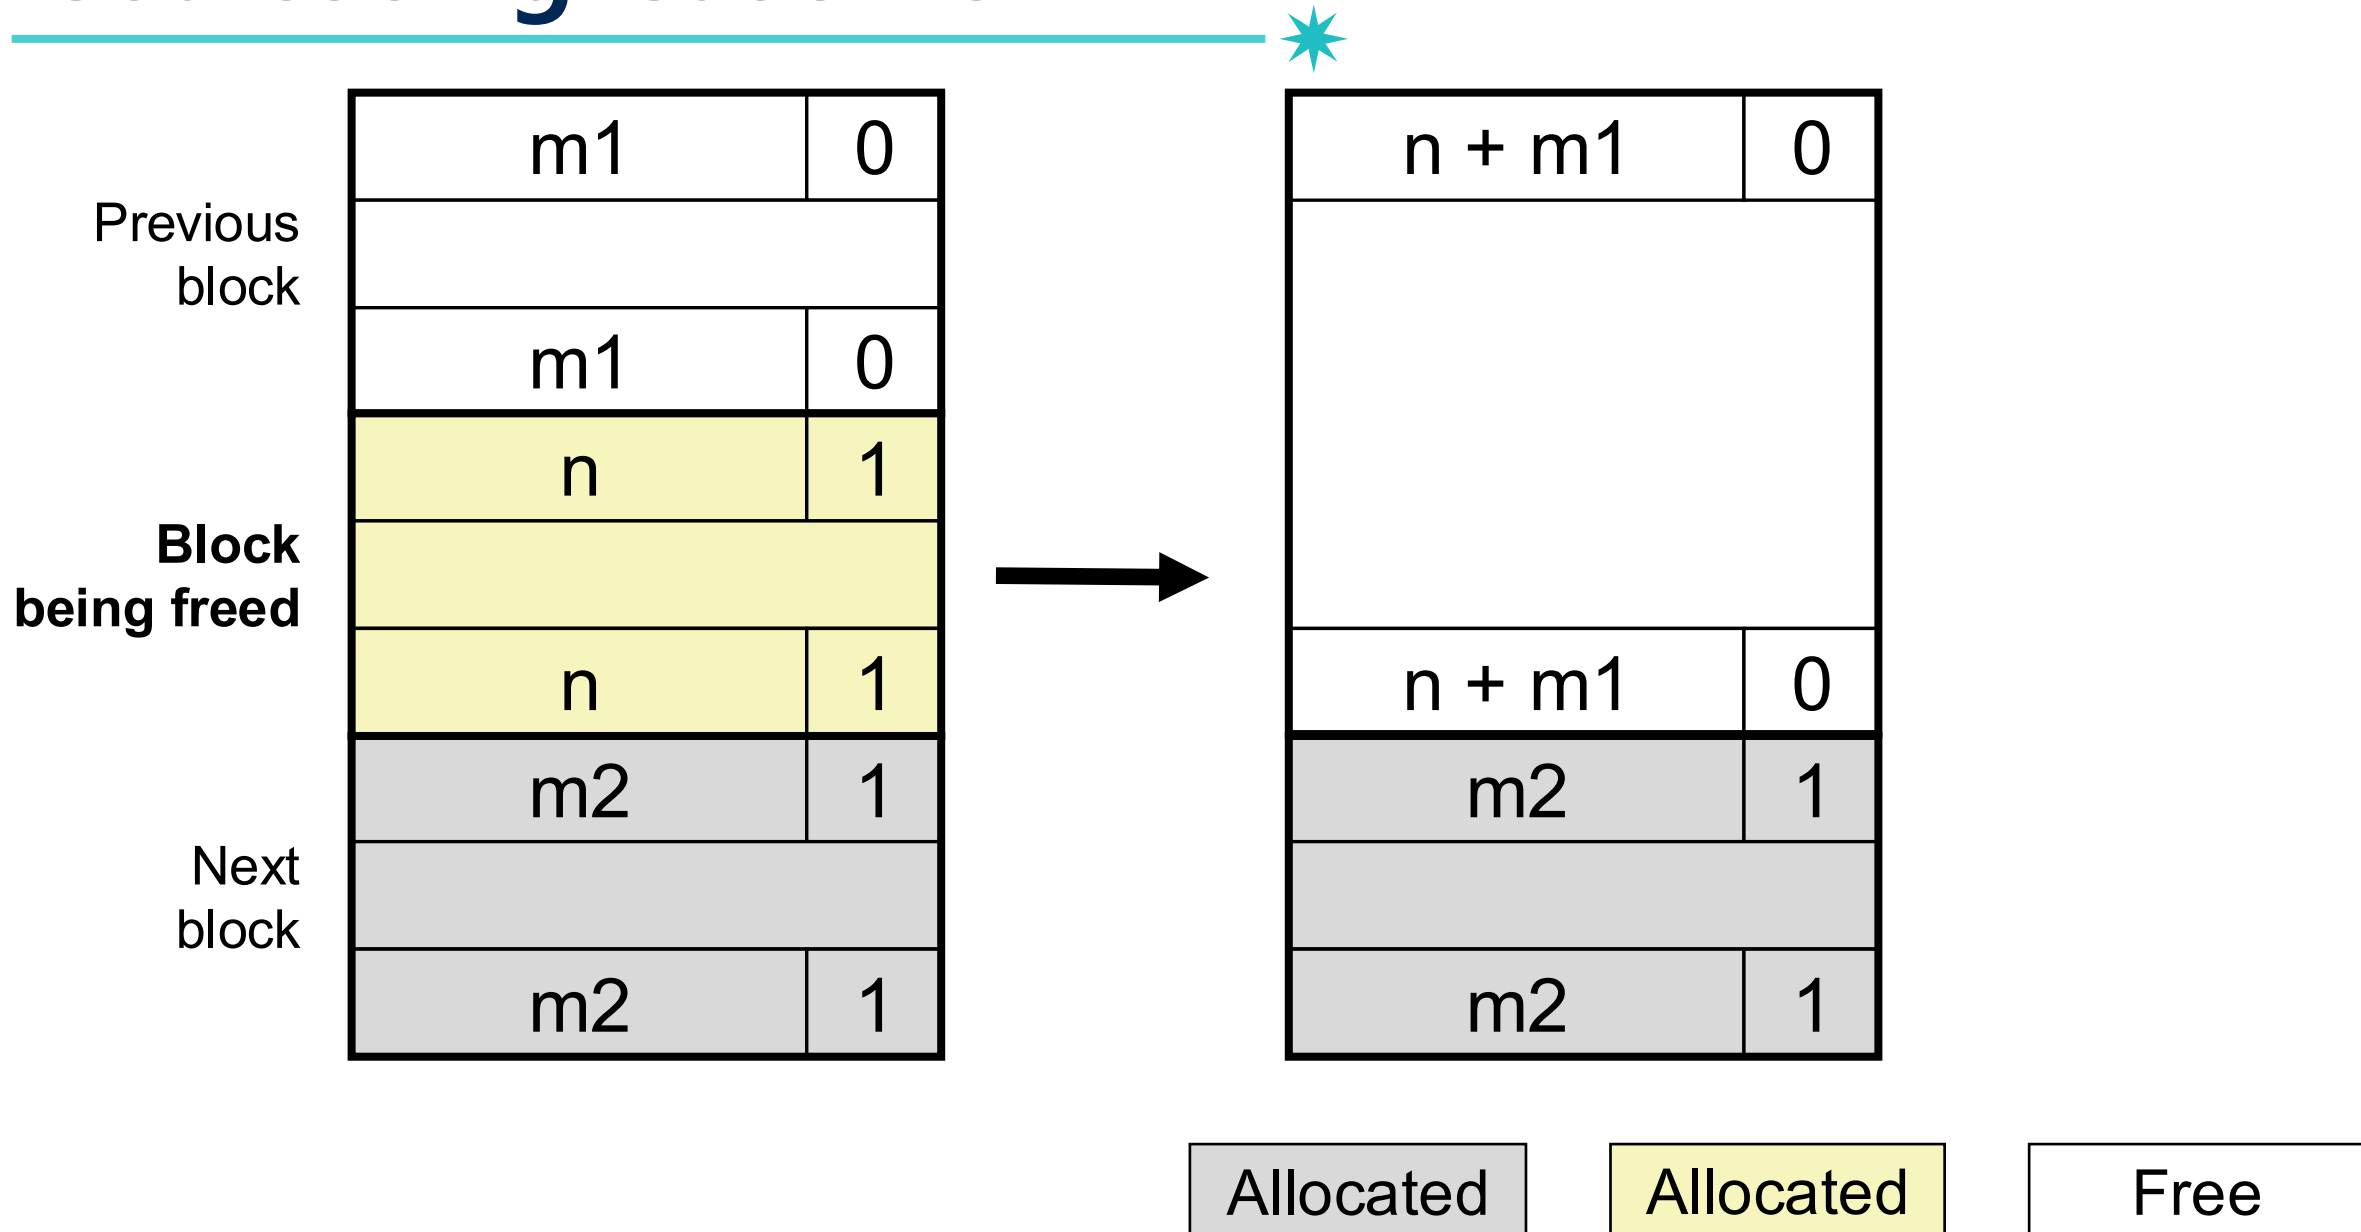 m1 0
n + m1 0
Previous
block
m1 0
n 1
Block
being freed
n 1
n + m1 0
m2 1
m2 1
Next
block
m2 1
m2 1
Allocated Allocated Free